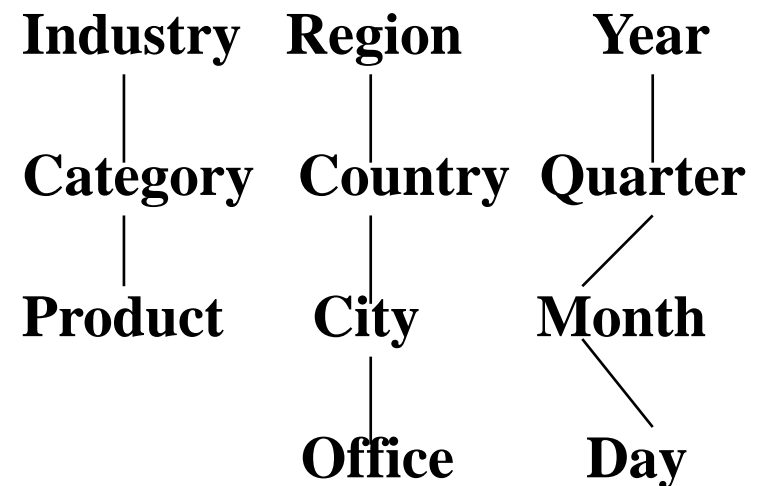 Industry Region Year
Category Country Quarter
Product City Month
Office Day